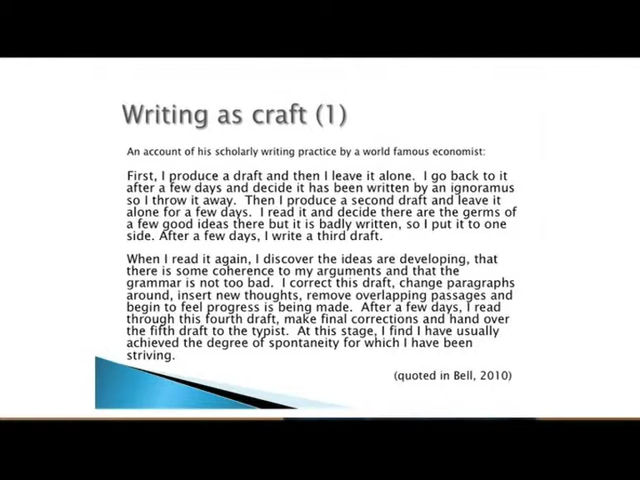 Writing as craft (1)
An account of his scholarly writing practice by a world famous economist:
First, I produce a draft and then I leave it alone.  I go back to it
after a few days and decide it has been written by an ignoramus
so I throw it away.  Then I produce a second draft and leave it
alone for a few days.  I read it and decide there are the germs of
a few good ideas there but it is badly written, so I put it to one
side. After a few days, I write a third draft.
When I read it again, I discover the ideas are developing, that
there is some coherence to my arguments and that the
grammar is not too bad.  I correct this draft, change paragraphs
around, insert new thoughts, remove overlapping passages and
begin to feel progress is being made.  After a few days, I read
through this fourth draft, make final corrections and hand over
the fifth draft to the typist.  At this stage, I find I have usually
achieved the degree of spontaneity for which I have been
striving.
(quoted in Bell, 2010)